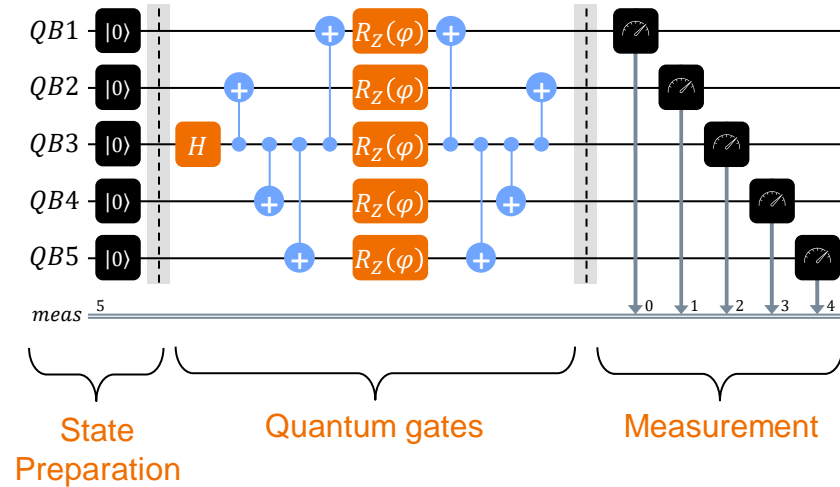 QB1 |0⟩ + R_Z(φ) +
QB2 |0⟩ + R_Z(φ) +
QB3 |0⟩ H R_Z(φ)
QB4 |0⟩ + R_Z(φ) +
QB5 |0⟩ + R_Z(φ) +
meas 5 0 1 2 3 4
State
Preparation
Quantum gates
Measurement